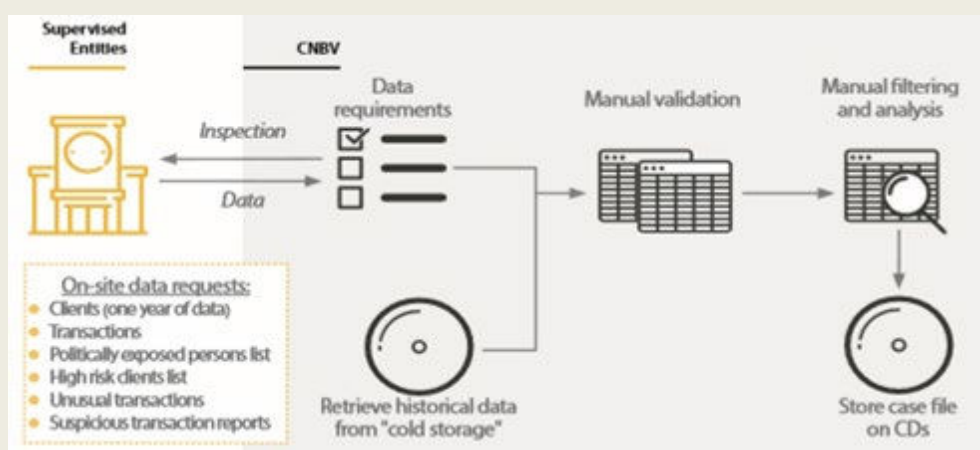 Supervised
Entities
CNBV
Data
requirements
Manual validation
Manual filtering
and analysis
Inspection
Data
On-site data requests:
Clients (one year of data)
Transactions
Politically exposed persons list
High risk clients list
Unusual transactions
Suspicious transaction reports
Retrieve historical data
from "cold storage"
Store case file
on CDs